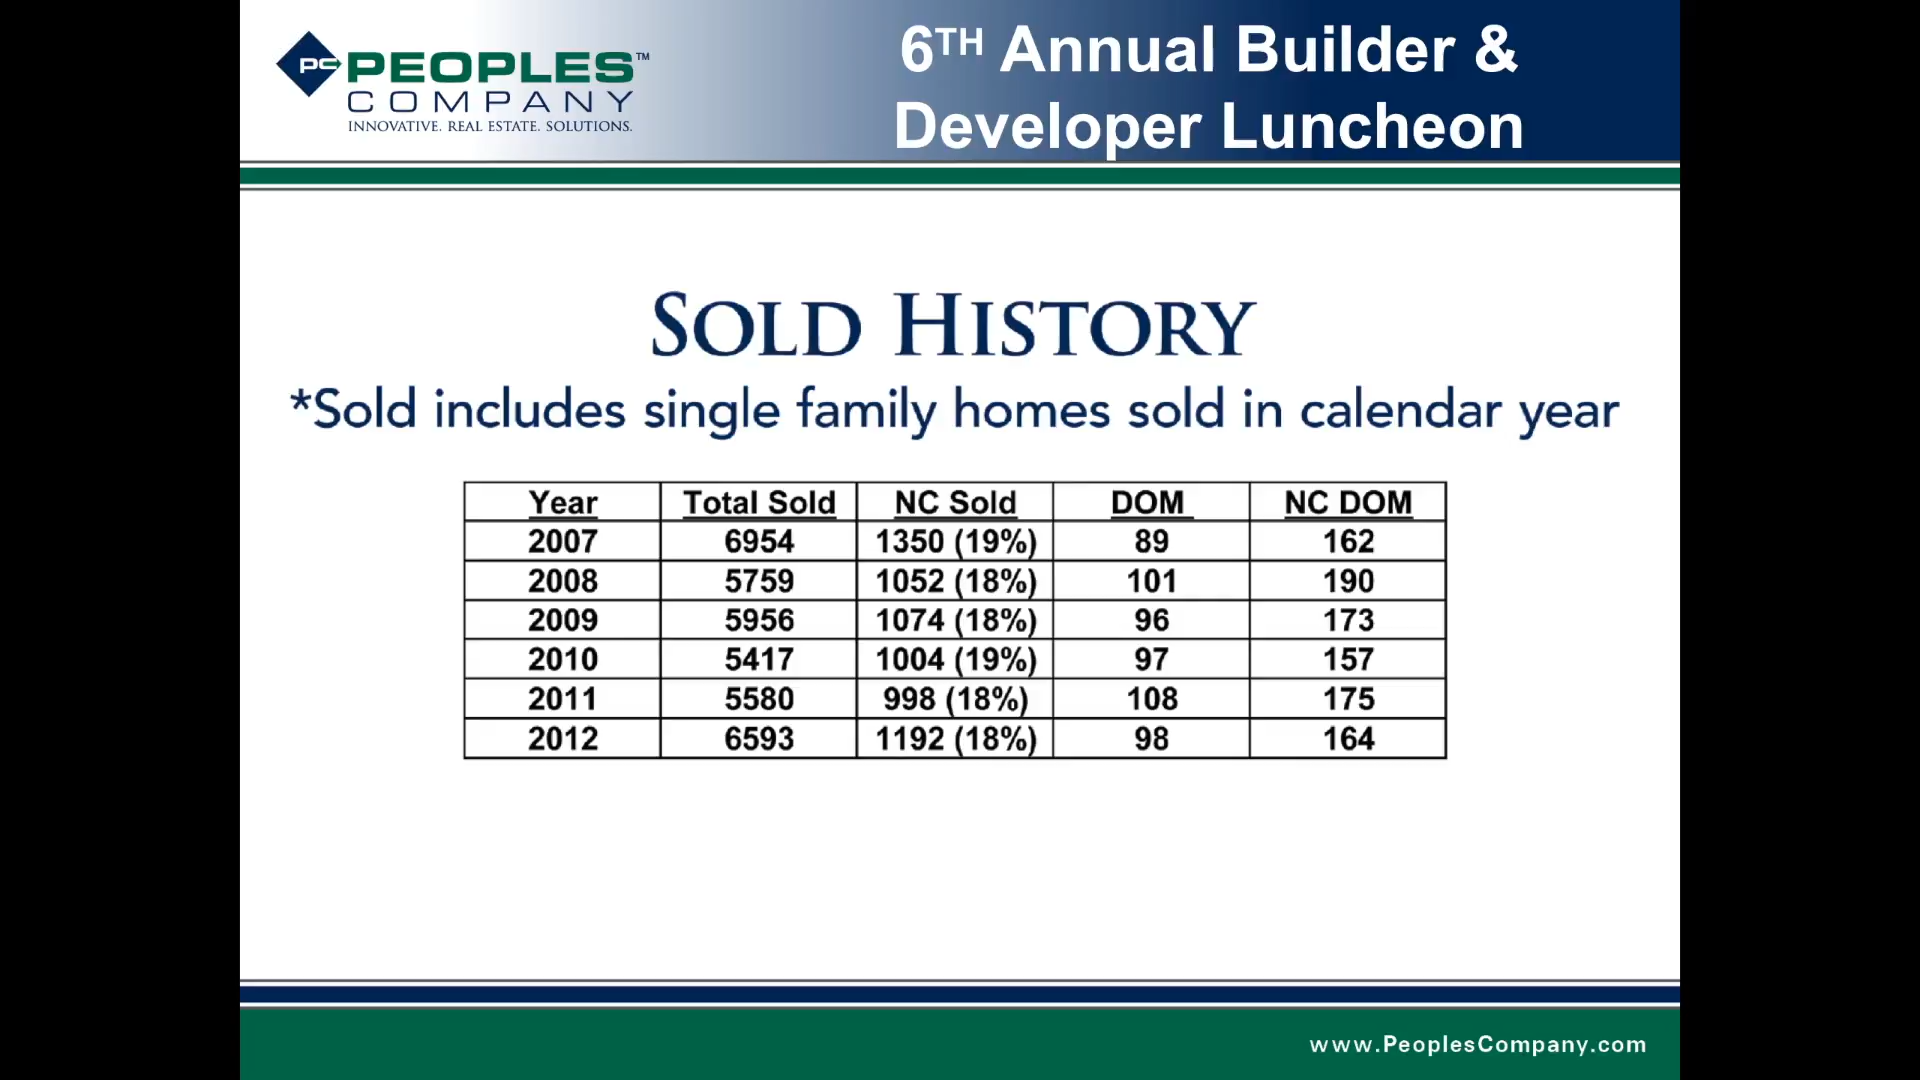 PC PEOPLES™
COMPANY
INNOVATIVE. REAL ESTATE. SOLUTIONS.
6TH Annual Builder &
Developer Luncheon
SOLD HISTORY
*Sold includes single family homes sold in calendar year
Year Total Sold NC Sold DOM NC DOM
2007 6954 1350 (19%) 89 162
2008 5759 1052 (18%) 101 190
2009 5956 1074 (18%) 96 173
2010 5417 1004 (19%) 97 157
2011 5580 998 (18%) 108 175
2012 6593 1192 (18%) 98 164
www.PeoplesCompany.com